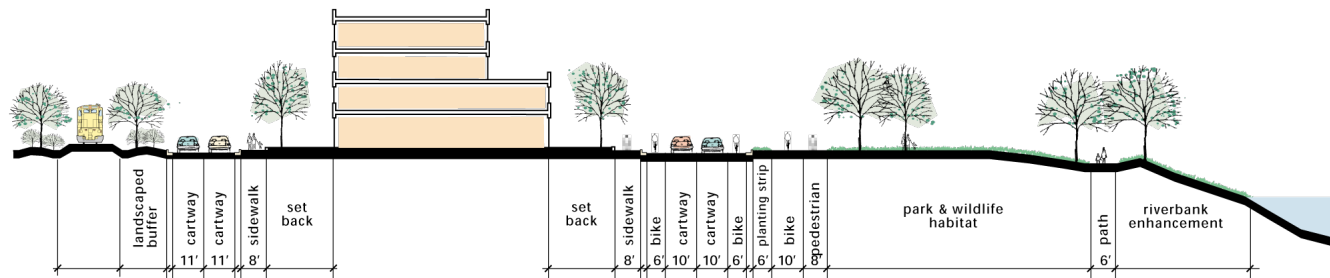 landscaped
buffer
cartway
11'
cartway
11'
sidewalk
8'
set
back
set
back
sidewalk
8'
bike
6'
cartway
10'
cartway
10'
bike
6'
planting strip
6'
bike
10'
pedestrian
8'
park & wildlife
habitat
path
6'
riverbank
enhancement